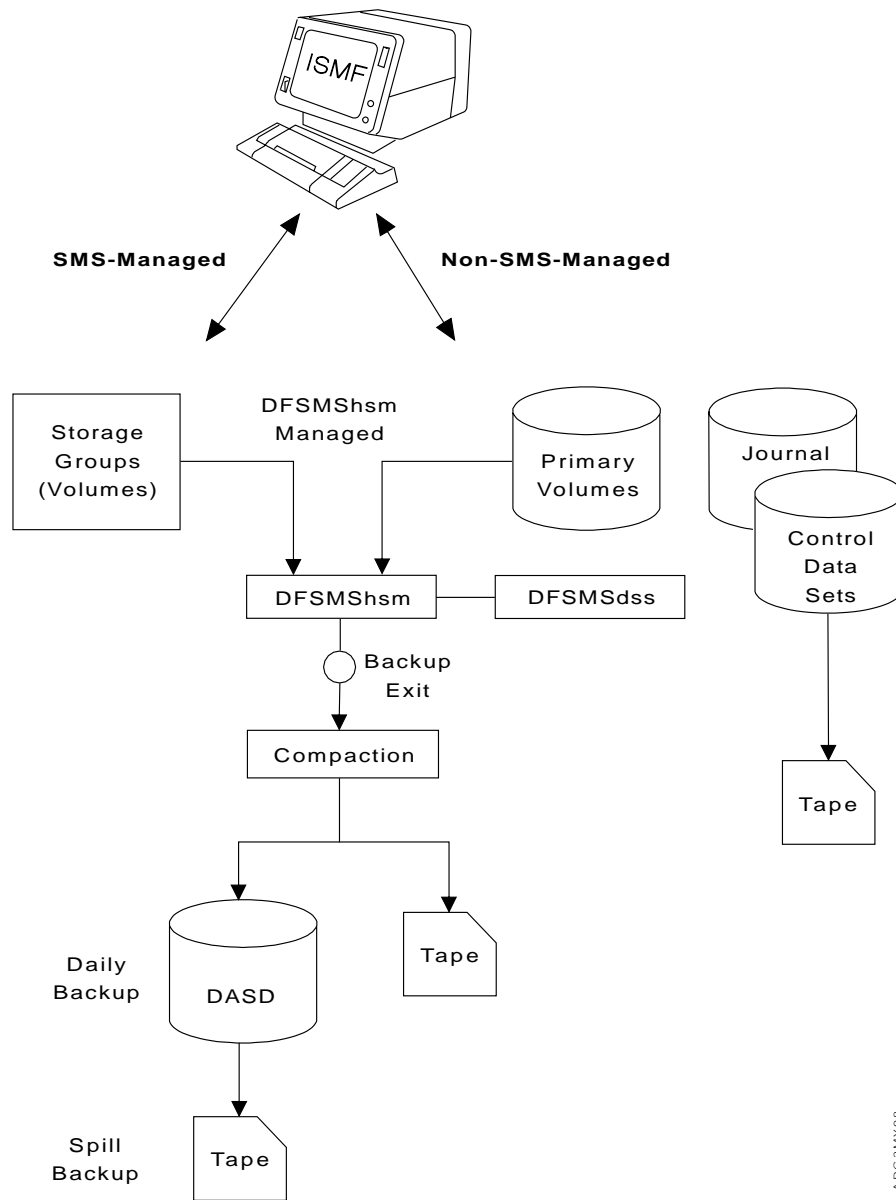 ISMF
SMS-Managed
Non-SMS-Managed
Storage
Groups
(Volumes)
DFSMShsm
Managed
Primary
Volumes
Journal
Control
Data
Sets
DFSMShsm
DFSMSdss
Backup
Exit
Compaction
Tape
Daily
Backup
DASD
Tape
Spill
Backup
Tape